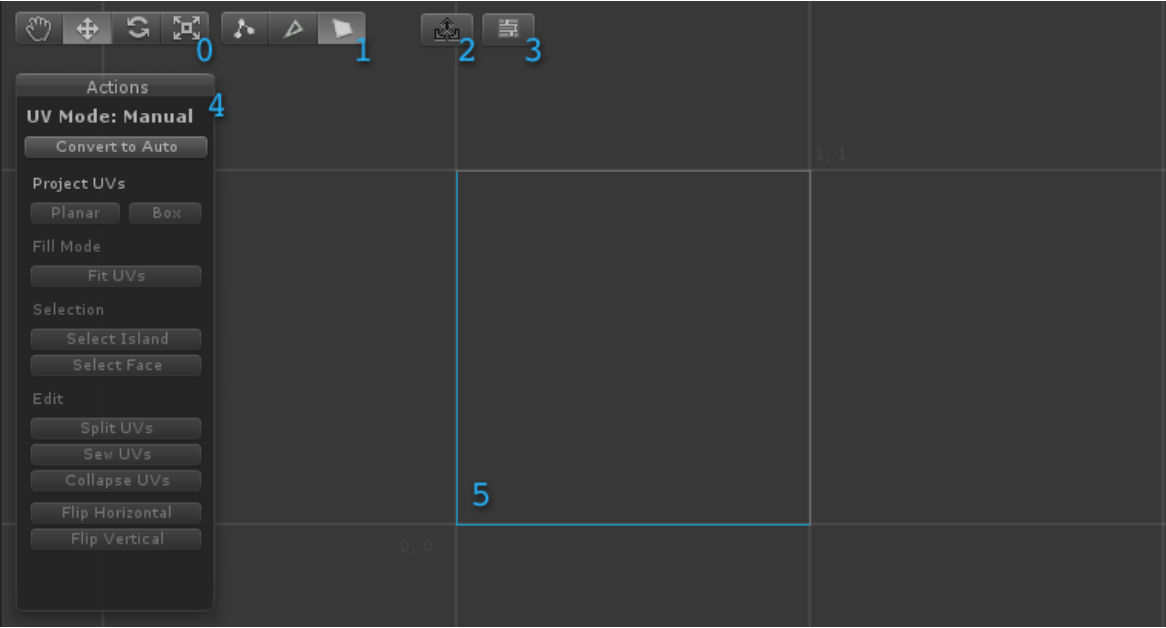 0
1
2
3
Actions
4
UV Mode: Manual
Convert to Auto
1, 1
Project UVs
Planar Box
Fill Mode
Fit UVs
Selection
Select Island
Select Face
Edit
Split UVs
Sew UVs
Collapse UVs
5
Flip Horizontal
Flip Vertical
0, 0